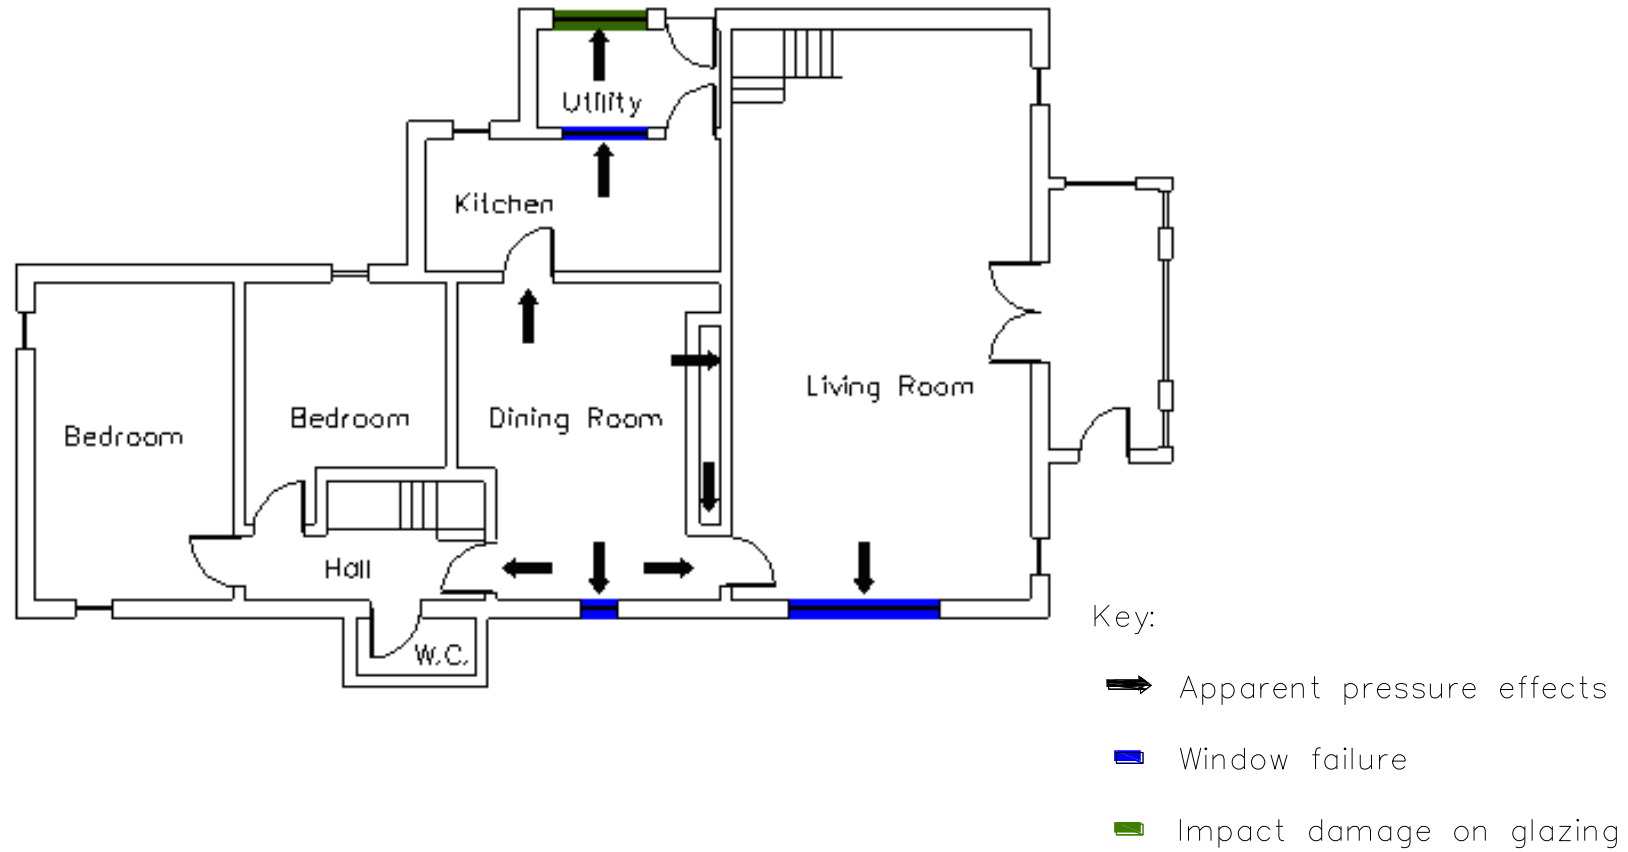 Utility
Kitchen
Living Room
Bedroom
Dining Room
Bedroom
Hall
W.C.
Key:
Apparent pressure effects
Window failure
Impact damage on glazing